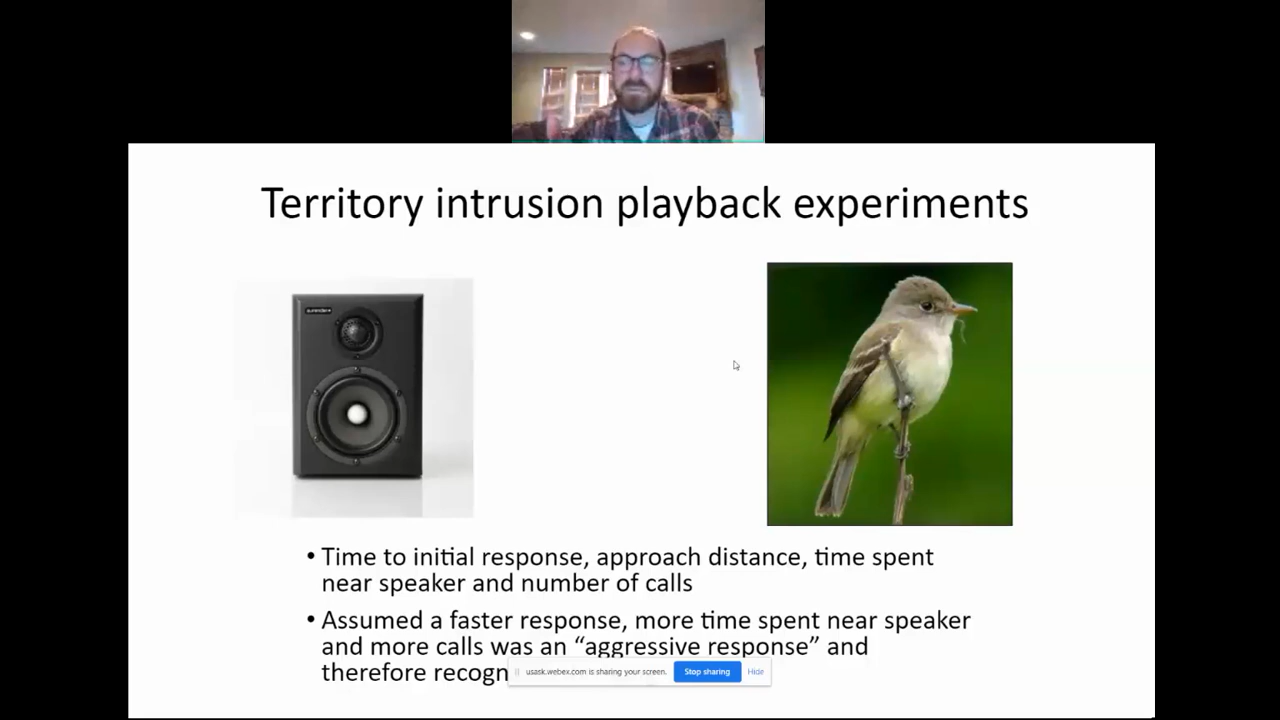 Territory intrusion playback experiments
• Time to initial response, approach distance, time spent
near speaker and number of calls
• Assumed a faster response, more time spent near speaker
and more calls was an “aggressive response” and
therefore recogn
usask.webex.com is sharing your screen. Stop sharing Hide